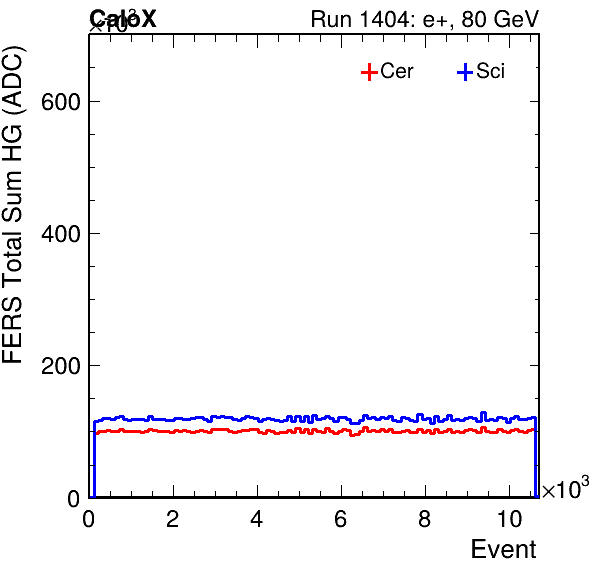 CaloX Run 1404: e+, 80 GeV
×10³
Cer Sci
FERS Total Sum HG (ADC)
600
400
200
0
0 2 4 6 8 10 ×10³
Event